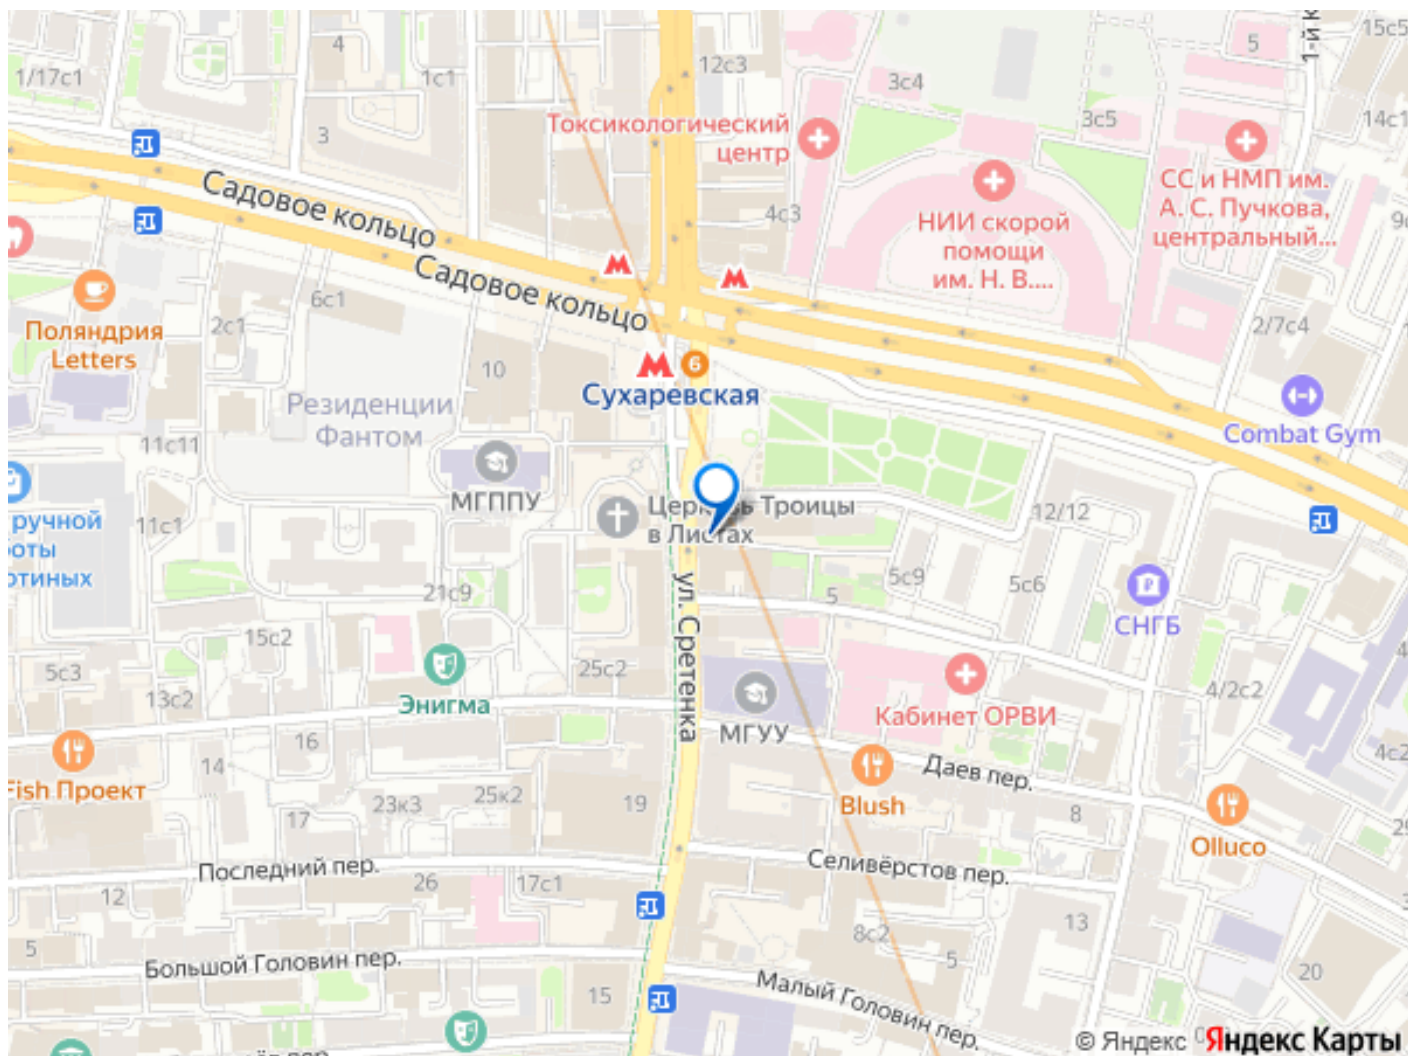 4
1/17с1
1с1
3
12с3
Токсикологический
центр
3с4
5
15с5
3с5
14с1
СС и НМП им.
А. С. Пучкова,
центральный...
4с3
НИИ скорой
помощи
им. Н. В....
Садовое кольцо
Садовое кольцо
6с1
2с1
Поляндрия
Letters
10
6
Сухаревская
2/7с4
Combat Gym
Резиденции
Фантом
11с11
МГППУ
Церковь Троицы
в Листах
12/12
ручной
11с1
21с9
5с9
5с6
5
СНГБ
ул. Сретенка
15с2
5с3
13с2
25с2
Энигма
МГУУ
Кабинет ОРВИ
4/2с2
4с2
16
14
Fish Проект
Даев пер.
Blush
Olluco
8
17
23к3
25к2
19
Последний пер.
Селивёрстов пер.
12
26
17с1
8с2
13
5
5
Большой Головин пер.
Малый Головин пер.
15
20
© Яндекс
Яндекс Карты